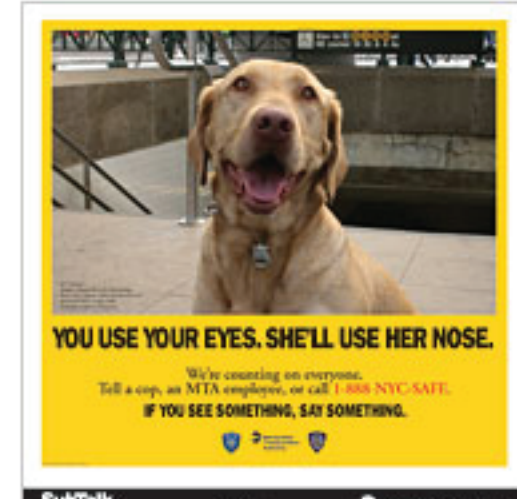 YOU USE YOUR EYES. SHE'LL USE HER NOSE.
We're counting on everyone.
Tell a cop, an MTA employee, or call 1-888-NYC-SAFE.
IF YOU SEE SOMETHING, SAY SOMETHING.
SubTalk